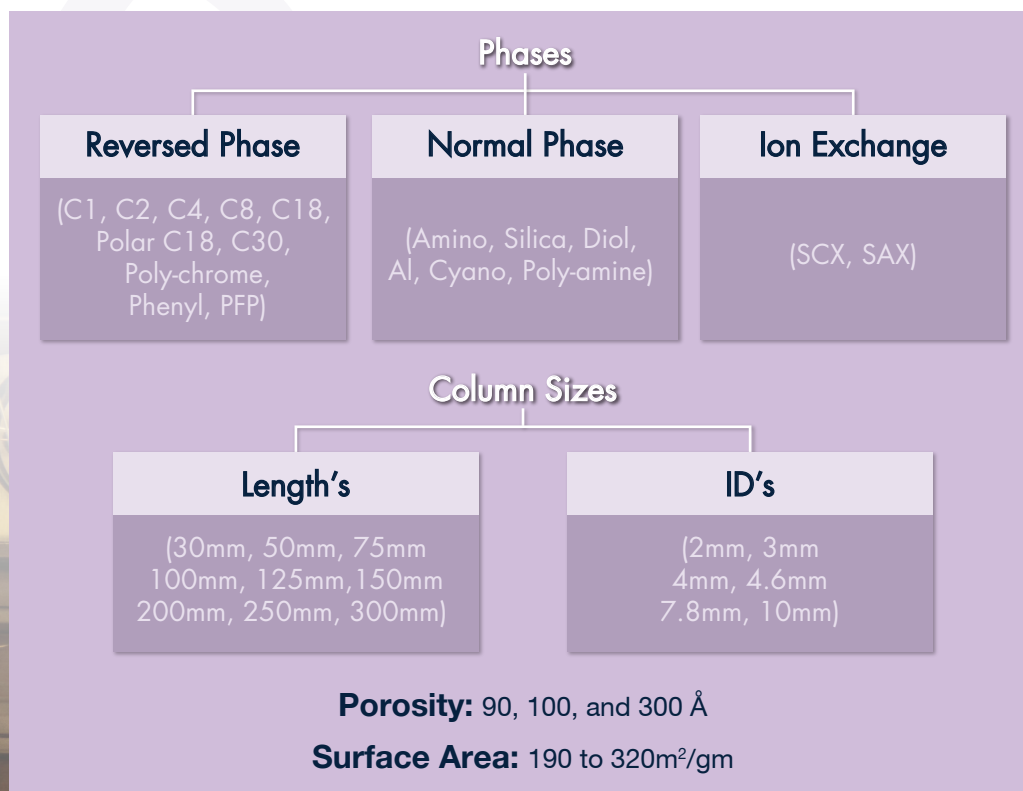 Phases
Reversed Phase
(C1, C2, C4, C8, C18,
Polar C18, C30,
Poly-chrome,
Phenyl, PFP)
Normal Phase
(Amino, Silica, Diol,
Al, Cyano, Poly-amine)
Ion Exchange
(SCX, SAX)
Column Sizes
Length’s
(30mm, 50mm, 75mm
100mm, 125mm,150mm
200mm, 250mm, 300mm)
ID’s
(2mm, 3mm
4mm, 4.6mm
7.8mm, 10mm)
Porosity: 90, 100, and 300 Å
Surface Area: 190 to 320m²/gm